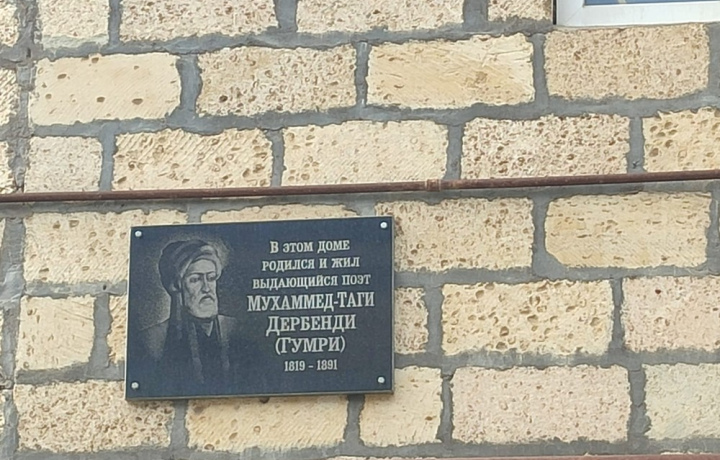 В ЭТОМ ДОМЕ
РОДИЛСЯ И ЖИЛ
ВЫДАЮЩИЙСЯ ПОЭТ
МУХАММЕД-ТАГИ
ДЕРБЕНДИ
(ГУМРИ)
1819 - 1891